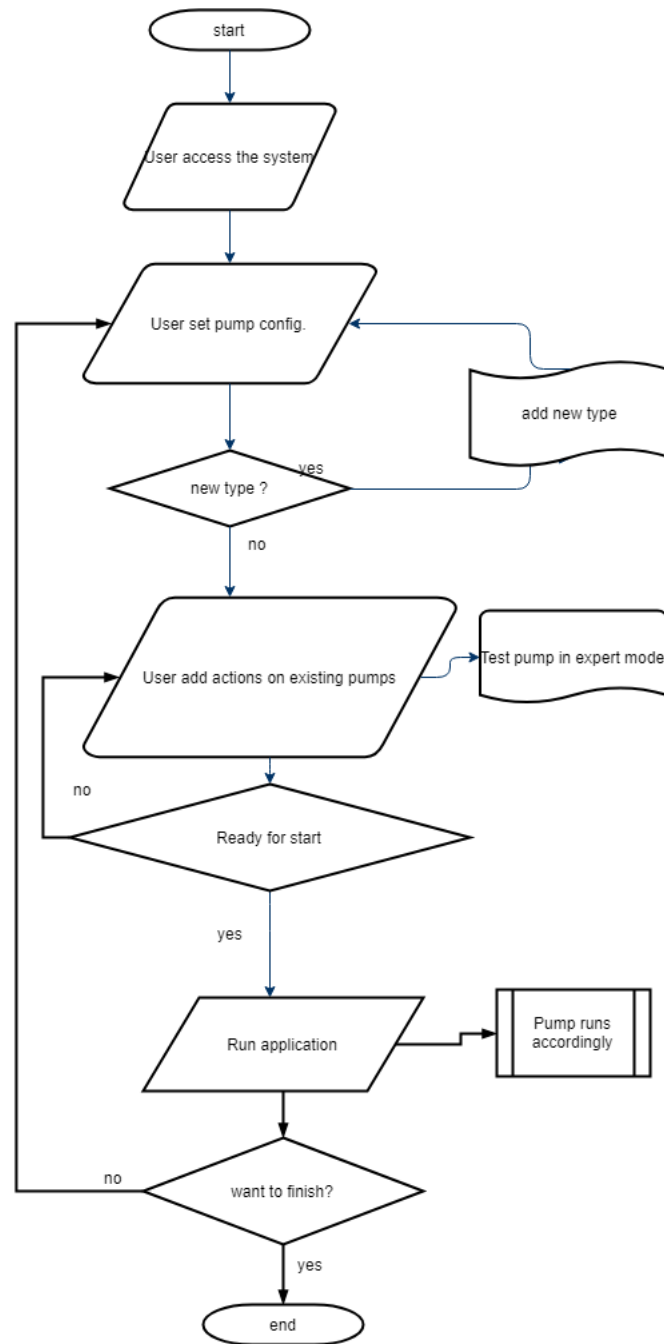 start
User access the system
User set pump config.
add new type
yes
new type ?
no
User add actions on existing pumps
Test pump in expert mode
no
Ready for start
yes
Run application
Pump runs
accordingly
no
want to finish?
yes
end